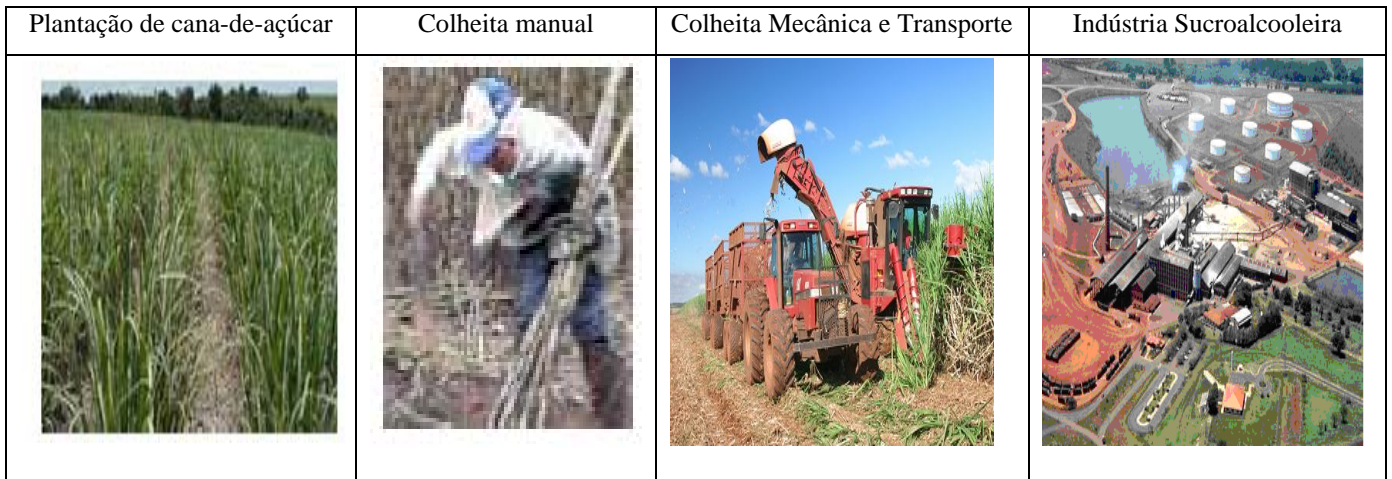 Plantação de cana-de-açúcar
Colheita manual
Colheita Mecânica e Transporte
Indústria Sucroalcooleira